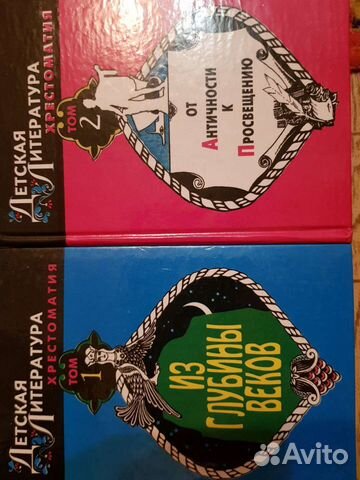 ДЕТСКАЯ
ЛИТЕРАТУРА
ХРЕСТОМАТИЯ
ТОМ
2
ОТ
АНТИЧНОСТИ
К
ПРОСВЕЩЕНИЮ
ДЕТСКАЯ
ЛИТЕРАТУРА
ХРЕСТОМАТИЯ
ТОМ
1
ИЗ
ГЛУБИНЫ
ВЕКОВ
Avito